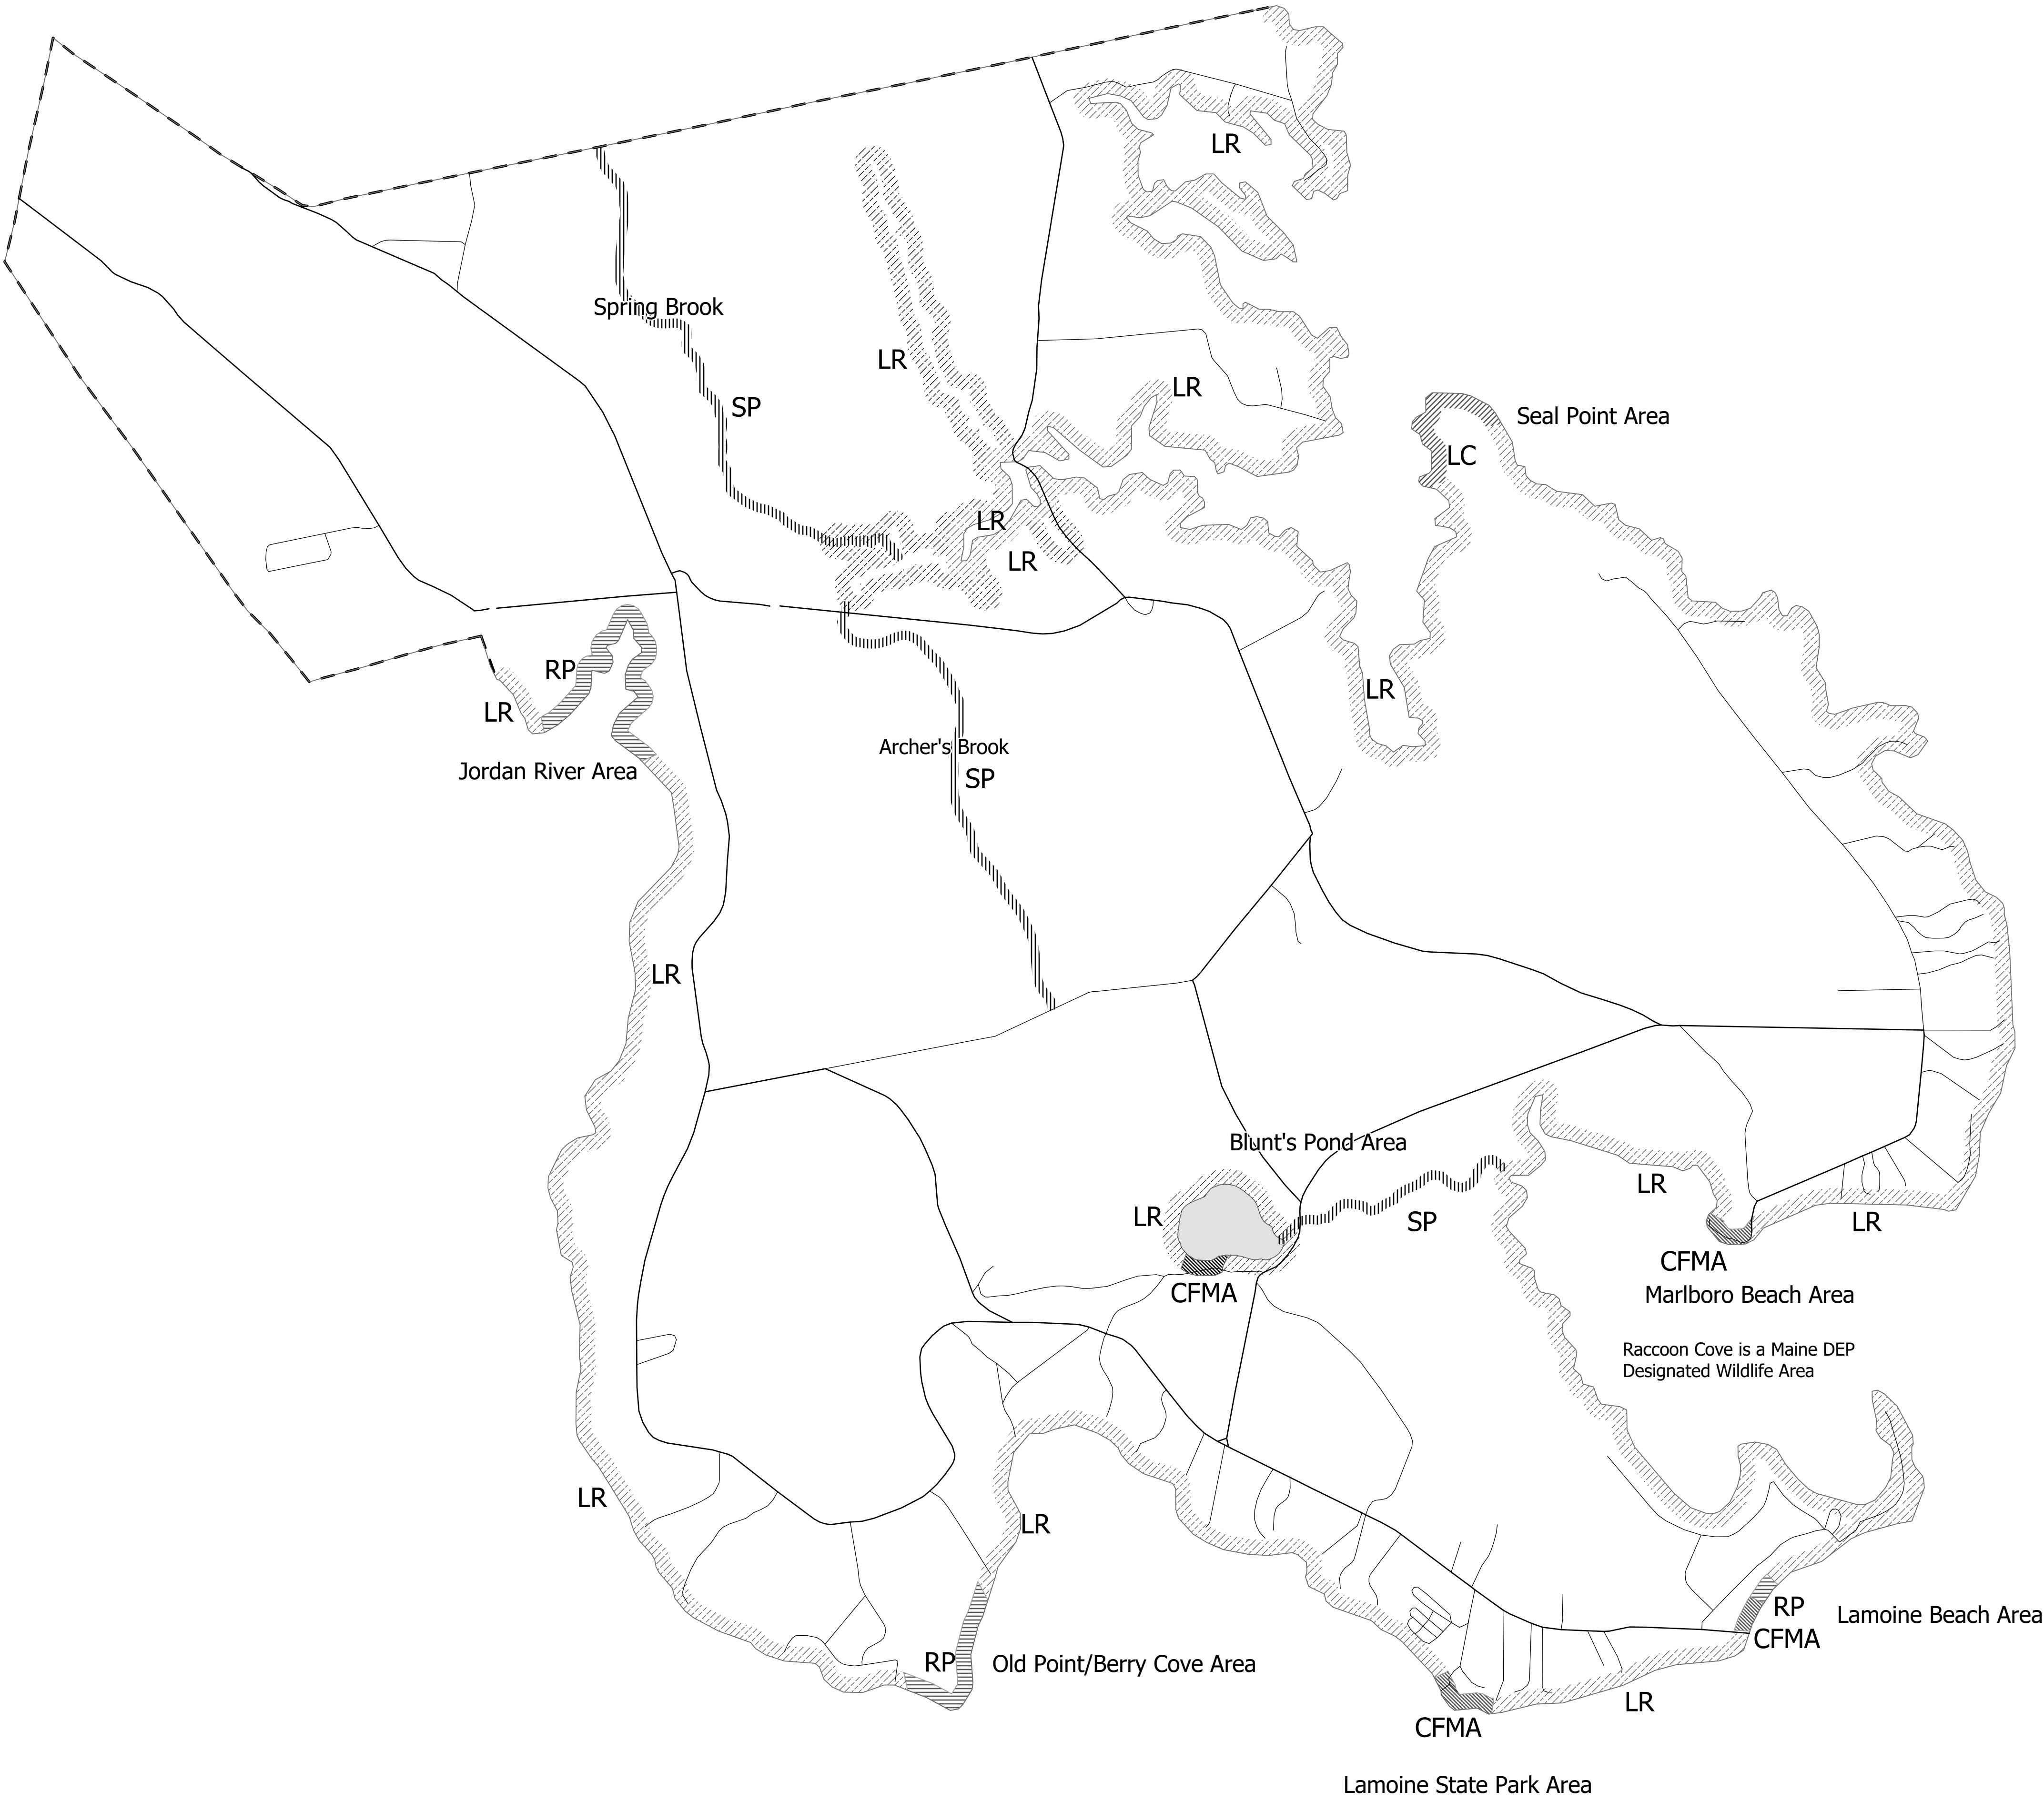 LR
Spring Brook
LR
LR
SP
Seal Point Area
LC
LR
LR
RP
LR
LR
Jordan River Area
Archer's Brook
SP
LR
Blunt's Pond Area
LR
LR
SP
LR
CFMA
CFMA
Marlboro Beach Area
Raccoon Cove is a Maine DEP
Designated Wildlife Area
LR
LR
RP
Lamoine Beach Area
CFMA
RP
Old Point/Berry Cove Area
LR
CFMA
Lamoine State Park Area